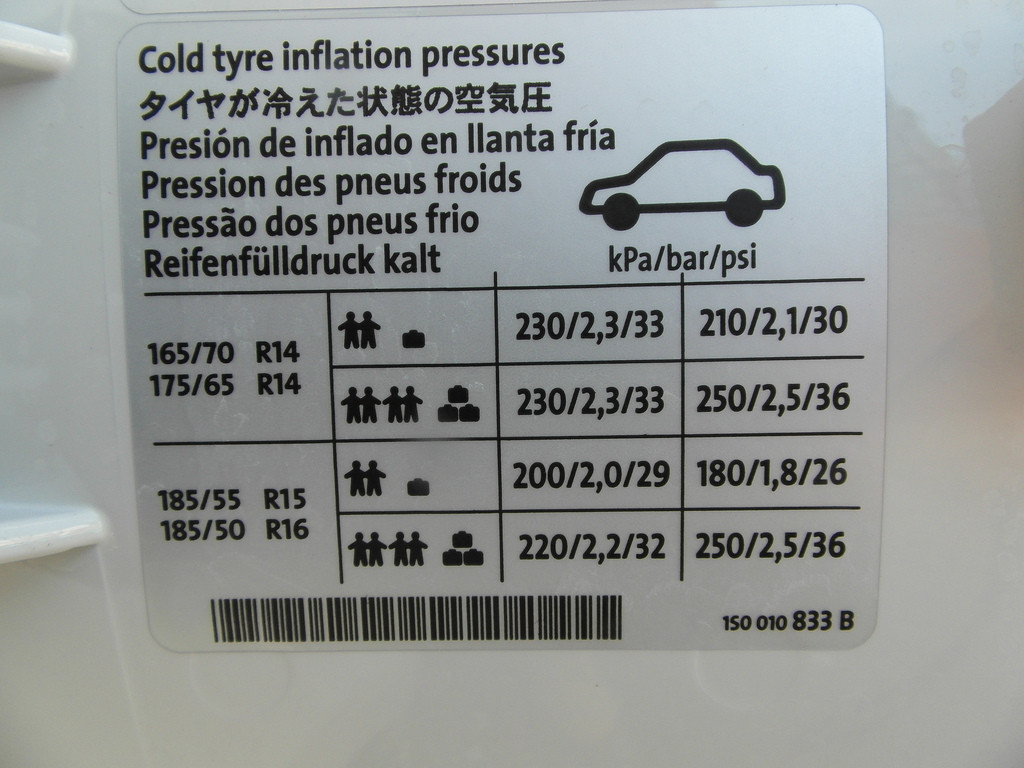 Cold tyre inflation pressures
タイヤが冷えた状態の空気圧
Presión de inflado en llanta fría
Pression des pneus froids
Pressão dos pneus frio
Reifenfülldruck kalt
kPa/bar/psi
165/70 R14
175/65 R14
230/2,3/33 210/2,1/30
230/2,3/33 250/2,5/36
185/55 R15
185/50 R16
200/2,0/29 180/1,8/26
220/2,2/32 250/2,5/36
1S0 010 833 B